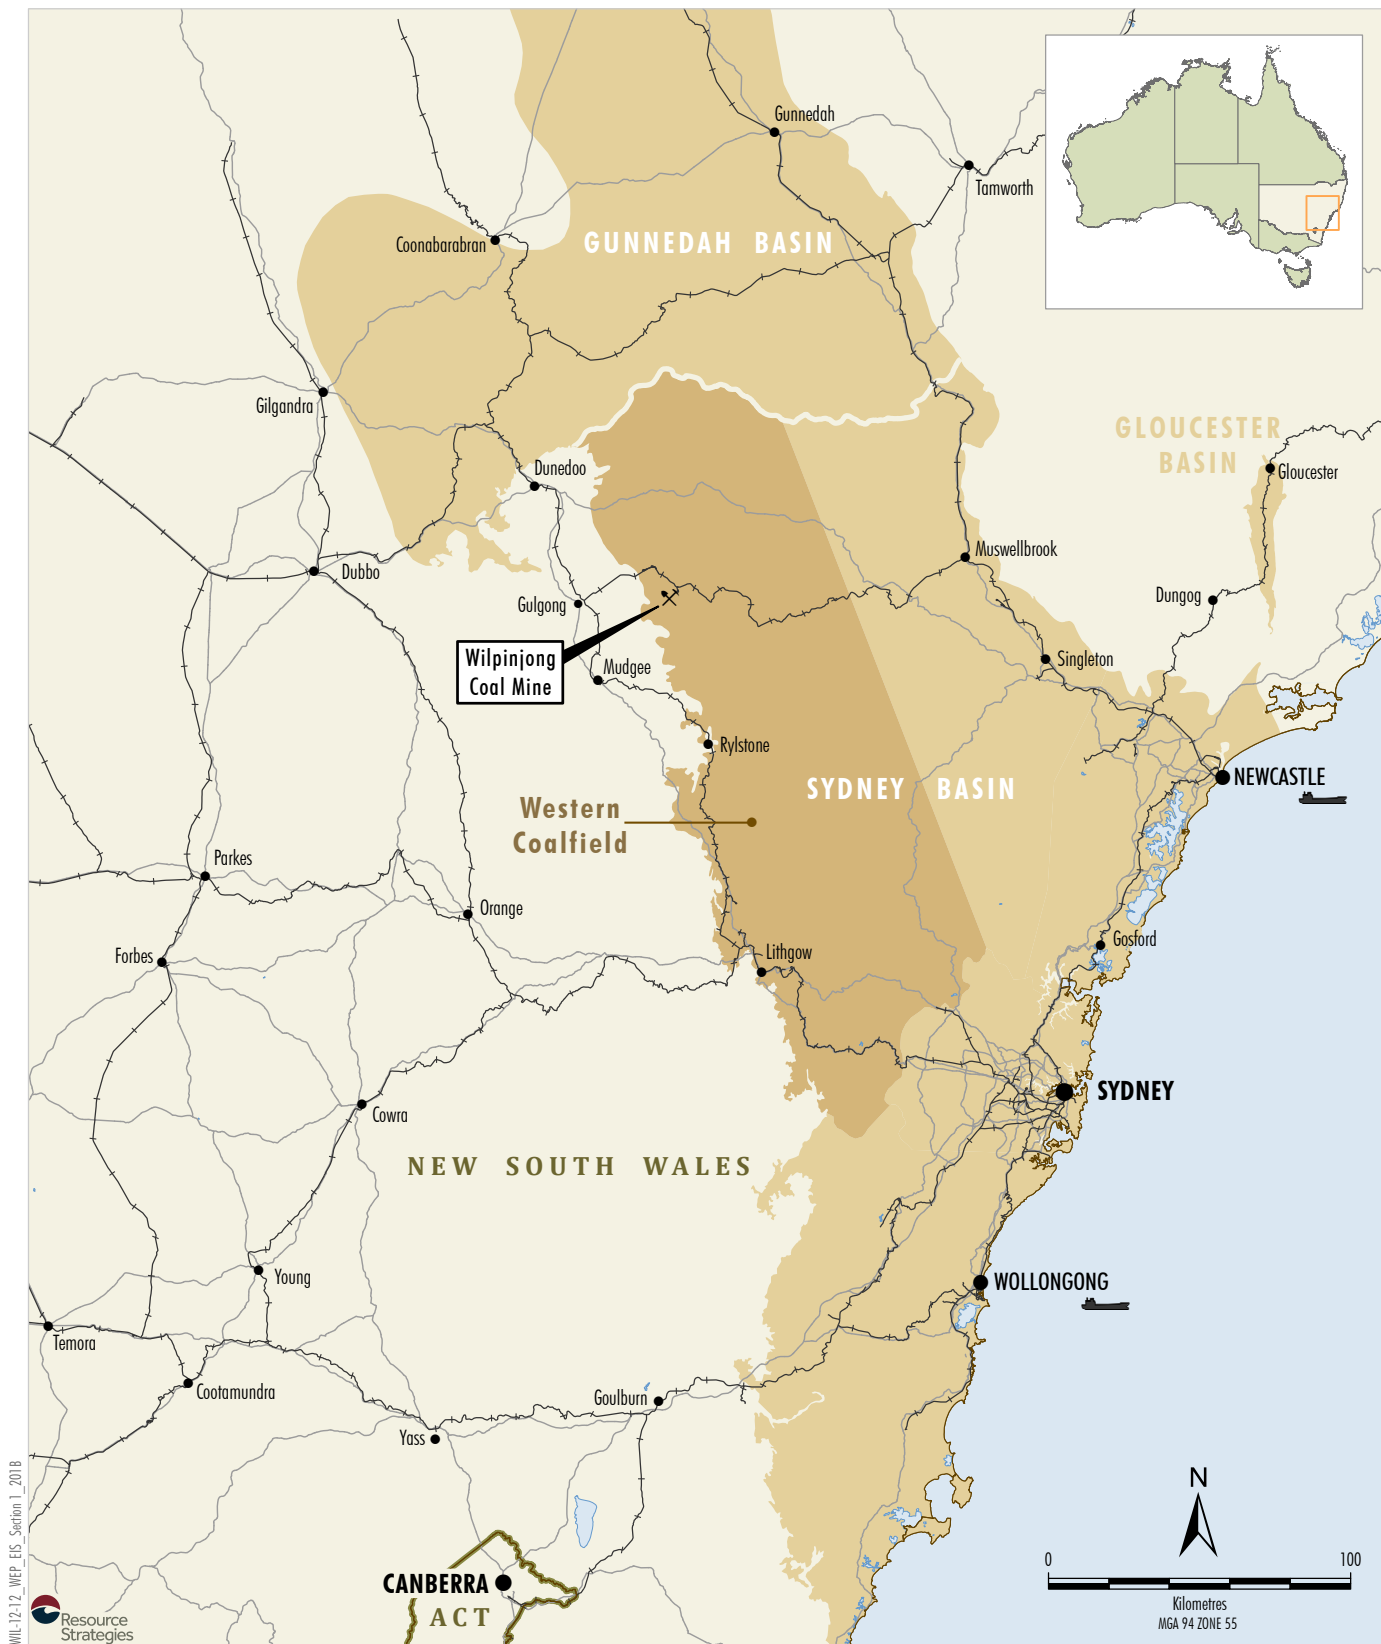 Gunnedah
Tamworth
Coonabarabran
GUNNEDAH BASIN
Gilgandra
GLOUCESTER
BASIN
Gloucester
Dunedoo
Muswellbrook
Dubbo
Gulgong
Dungog
Wilpinjong
Coal Mine
Mudgee
Singleton
Rylstone
NEWCASTLE
SYDNEY BASIN
Western
Coalfield
Parkes
Orange
Gosford
Forbes
Lithgow
SYDNEY
Cowra
NEW SOUTH WALES
Young
WOLLONGONG
Temora
Cootamundra
Goulburn
Yass
N
CANBERRA
ACT
0 100
Kilometres
MGA 94 ZONE 55
Resource
Strategies
WIL-12-12_WEP_EIS_Section 1_201B